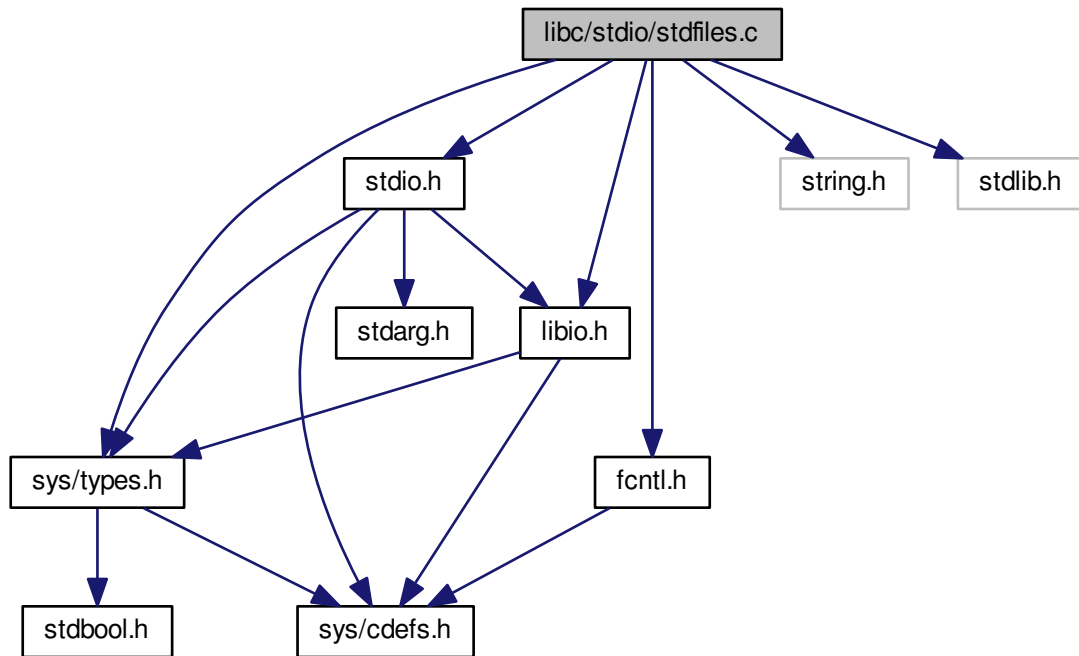 libc/stdio/stdfiles.c
stdio.h
string.h
stdlib.h
stdarg.h
libio.h
sys/types.h
fcntl.h
stdbool.h
sys/cdefs.h